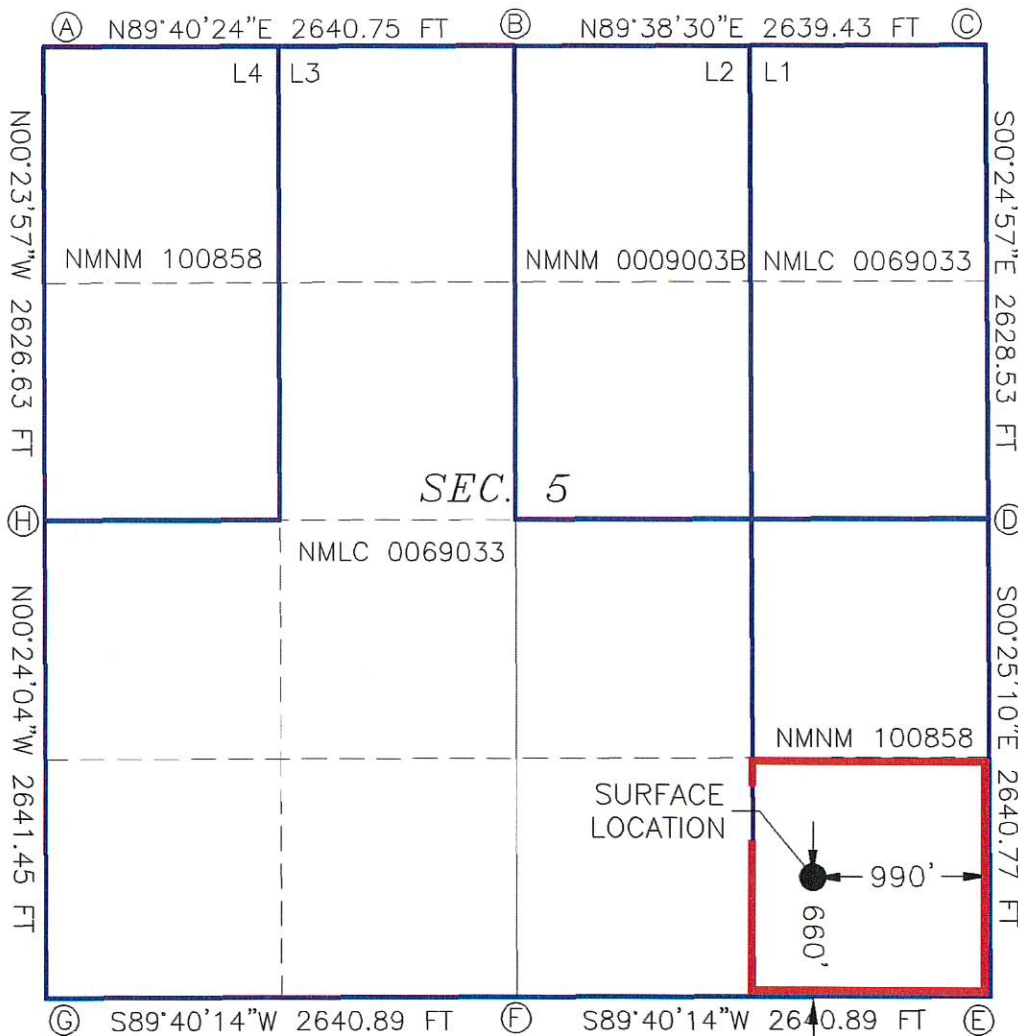 A N89°40'24"E 2640.75 FT B N89°38'30"E 2639.43 FT C
L4 L3 L2 L1
N00°23'57"W 2626.63 FT
S00°24'57"E 2628.53 FT
NMNM 100858 NMNM 0009003B NMLC 0069033
SEC. 5
H D
NMLC 0069033
N00°24'04"W 2641.45 FT
S00°25'10"E 2640.77 FT
NMNM 100858
SURFACE
LOCATION
990'
660'
G S89°40'14"W 2640.89 FT F S89°40'14"W 2640.89 FT E